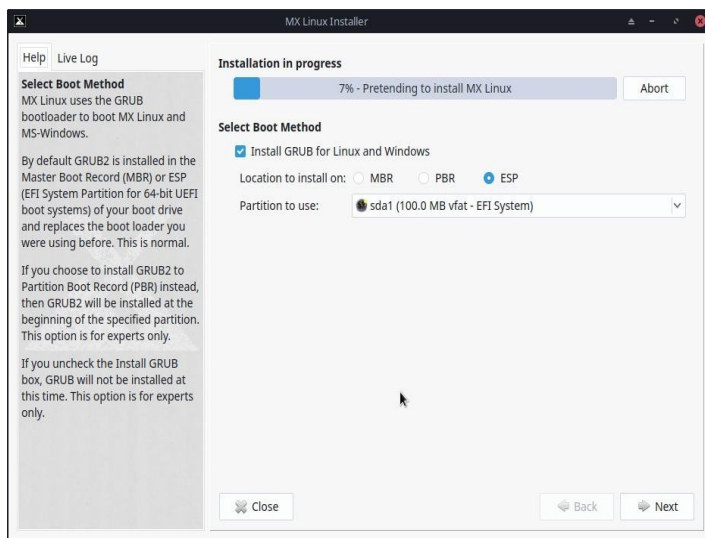 MX Linux Installer
Help
Live Log
Select Boot Method
MX Linux uses the GRUB
bootloader to boot MX Linux and
MS-Windows.
By default GRUB2 is installed in the
Master Boot Record (MBR) or ESP
(EFI System Partition for 64-bit UEFI
boot systems) of your boot drive
and replaces the boot loader you
were using before. This is normal.
If you choose to install GRUB2 to
Partition Boot Record (PBR) instead,
then GRUB2 will be installed at the
beginning of the specified partition.
This option is for experts only.
If you uncheck the Install GRUB
box, GRUB will not be installed at
this time. This option is for experts
only.
Installation in progress
7% - Pretending to install MX Linux
Abort
Select Boot Method
Install GRUB for Linux and Windows
Location to install on: MBR PBR ESP
Partition to use: sda1 (100.0 MB vfat - EFI System)
Close
Back
Next